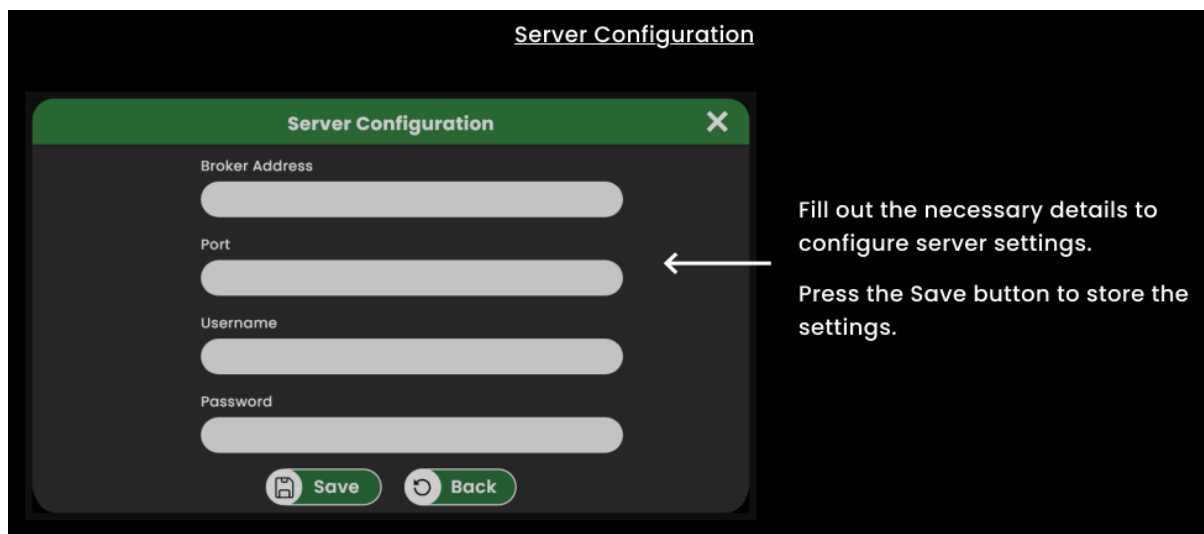 Server Configuration
Server Configuration
Broker Address
Port
Username
Password
Save
Back
Fill out the necessary details to
configure server settings.
Press the Save button to store the
settings.